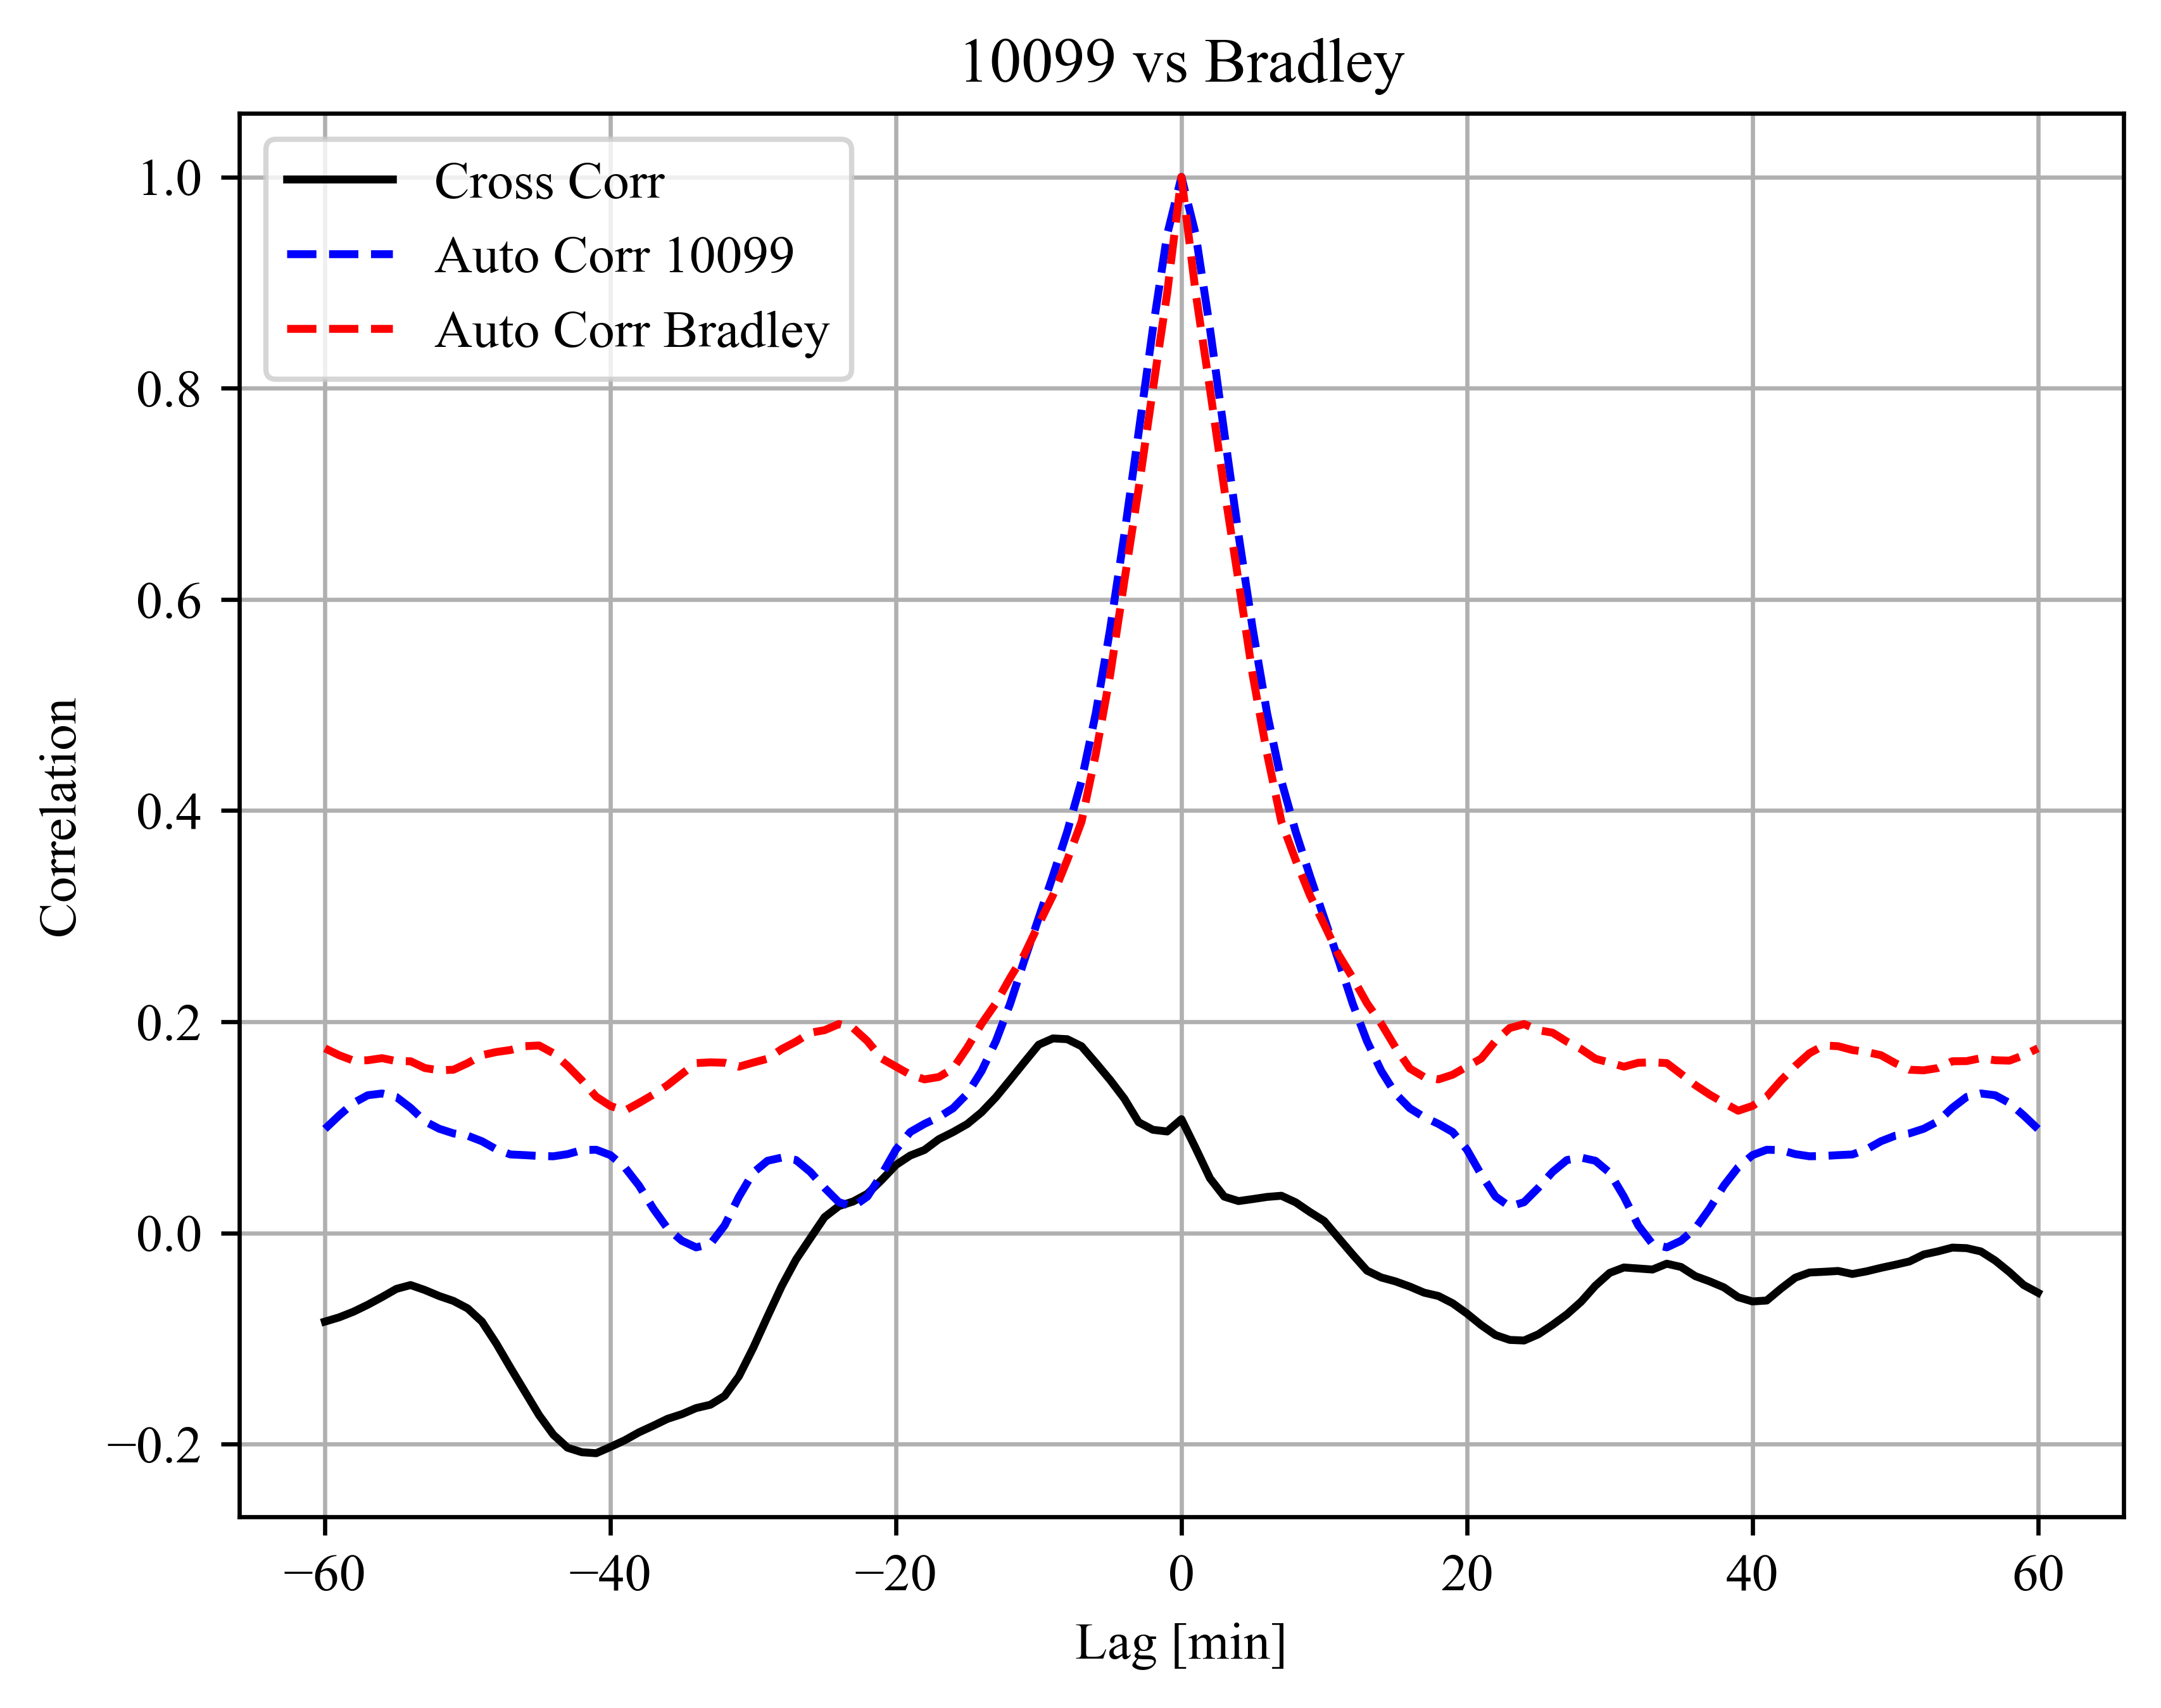 10099 vs Bradley
Cross Corr
Auto Corr 10099
Auto Corr Bradley
1.0
0.8
0.6
0.4
0.2
0.0
−0.2
Correlation
−60 −40 −20 0 20 40 60
Lag [min]